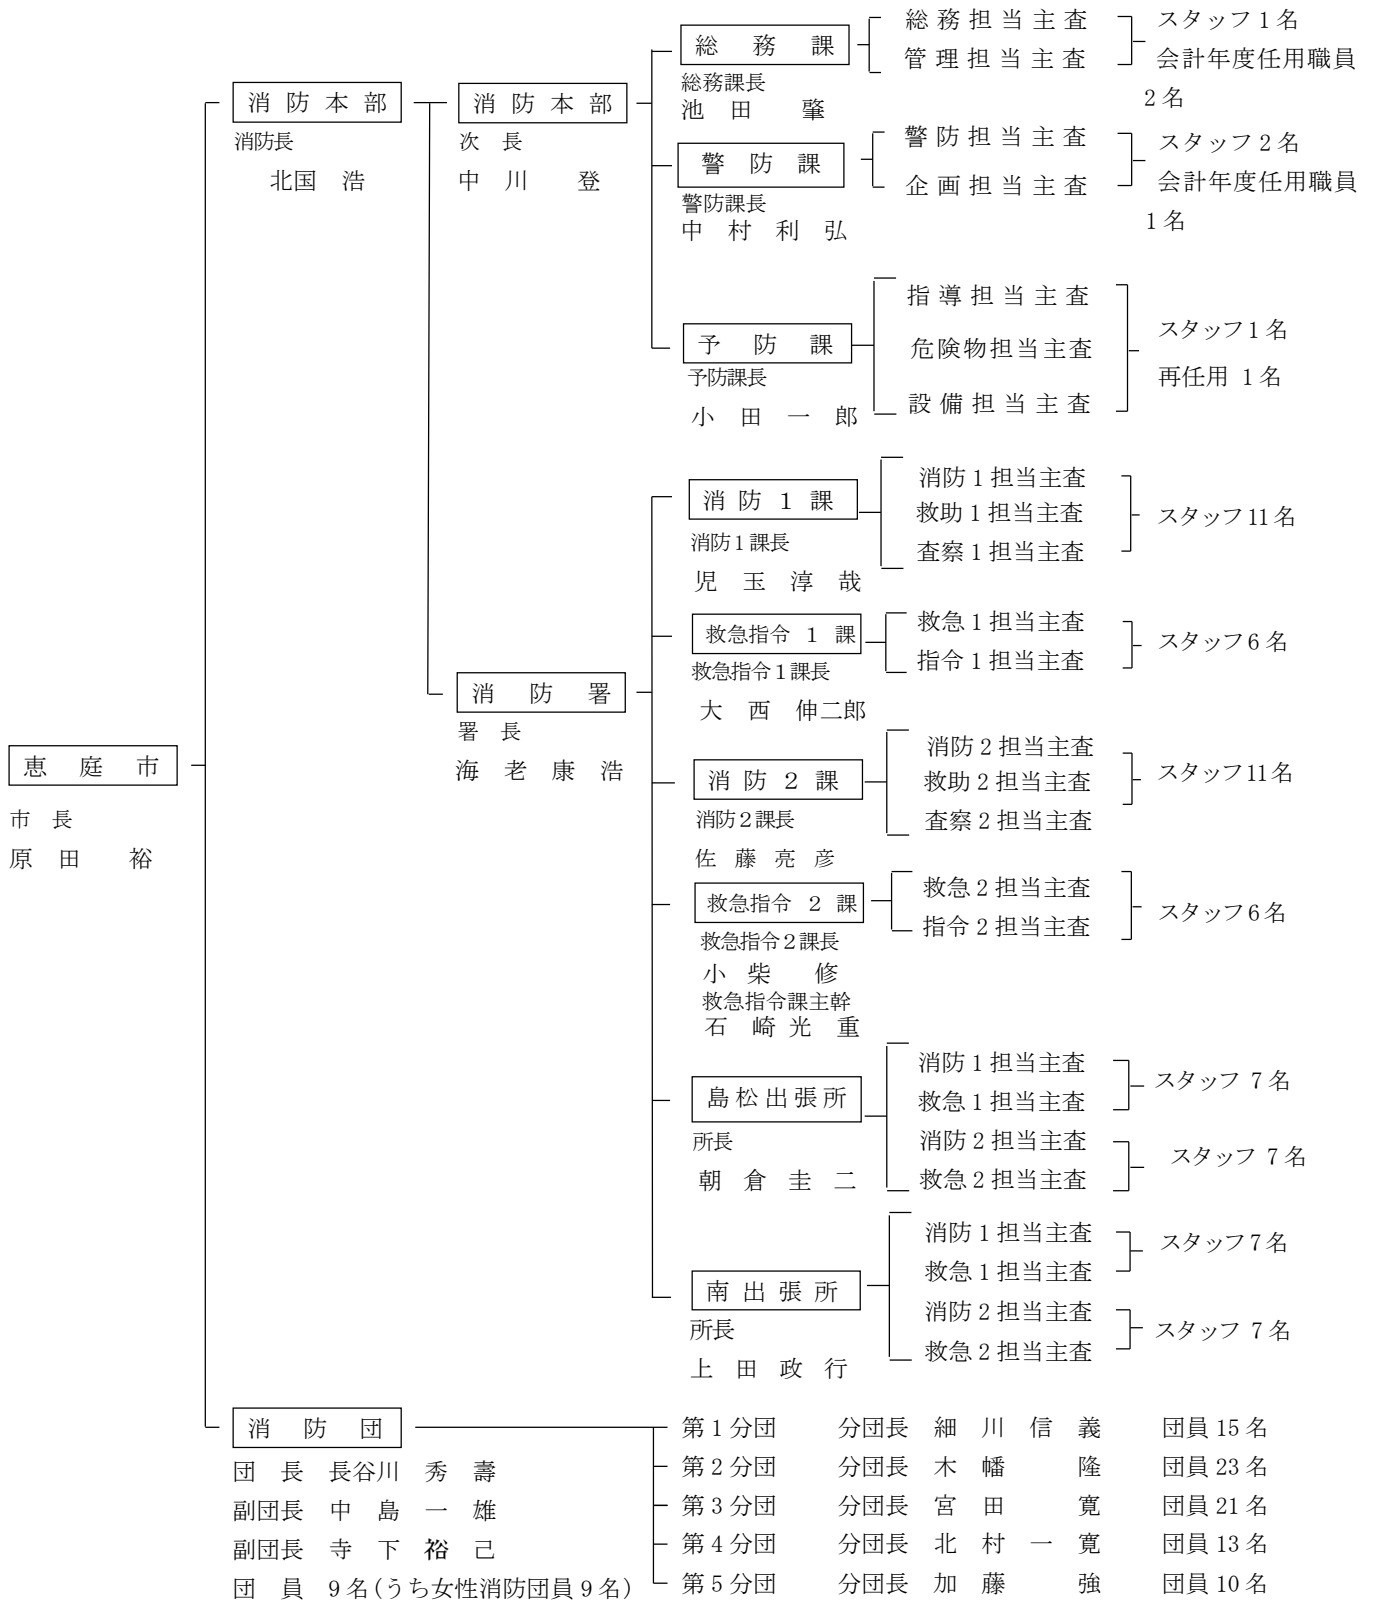 恵庭市
市長
原田 裕
消防本部
消防長
北国 浩
消防本部
次長
中川 登
総務課
総務課長
池田 肇
総務担当主査
管理担当主査
スタッフ1名
会計年度任用職員
2名
警防課
警防課長
中村利弘
警防担当主査
企画担当主査
スタッフ2名
会計年度任用職員
1名
予防課
予防課長
小田一郎
指導担当主査
危険物担当主査
設備担当主査
スタッフ1名
再任用 1名
消防署
署長
海老康浩
消防1課
消防1課長
児玉淳哉
消防1担当主査
救助1担当主査
査察1担当主査
スタッフ11名
救急指令 1 課
救急指令1課長
大西伸二郎
救急1担当主査
指令1担当主査
スタッフ6名
消防2課
消防2課長
佐藤亮彦
消防2担当主査
救助2担当主査
査察2担当主査
スタッフ11名
救急指令 2 課
救急指令2課長
小柴 修
救急指令課主幹
石崎光重
救急2担当主査
指令2担当主査
スタッフ6名
島松出張所
所長
朝倉圭二
消防1担当主査
救急1担当主査
消防2担当主査
救急2担当主査
スタッフ 7名
スタッフ 7名
南出張所
所長
上田政行
消防1担当主査
救急1担当主査
消防2担当主査
救急2担当主査
スタッフ7名
スタッフ 7名
消防団
団長 長谷川 秀壽
副団長 中島一雄
副団長 寺下裕己
団員 9名(うち女性消防団員9名)
第1分団 分団長 細川信義 団員15名
第2分団 分団長 木幡 隆 団員23名
第3分団 分団長 宮田 寛 団員21名
第4分団 分団長 北村一寛 団員13名
第5分団 分団長 加藤 強 団員10名